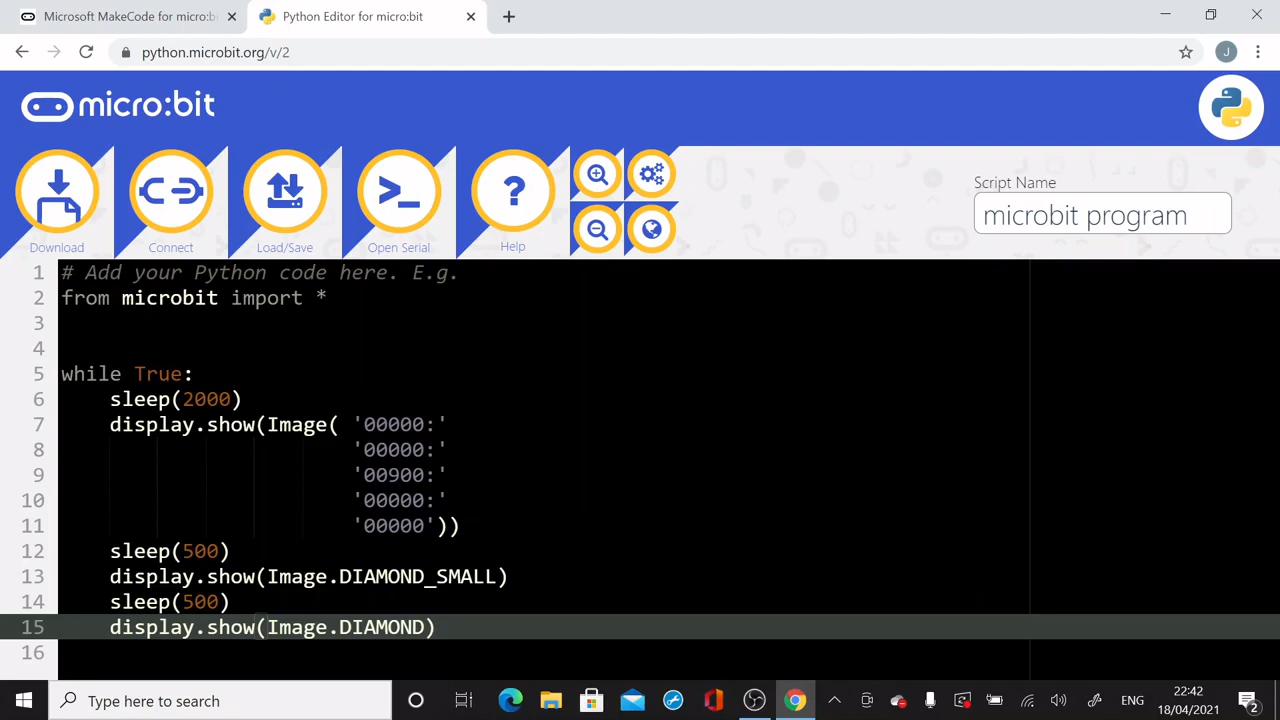 Microsoft MakeCode for micro:bi
Python Editor for micro:bit
python.microbit.org/v/2
J
micro:bit
Download
Connect
Load/Save
>_
Open Serial
?
Help
Script Name
microbit program
1 # Add your Python code here. E.g.
2 from microbit import *
3
4
5 while True:
6 sleep(2000)
7 display.show(Image( '00000:'
8 '00000:'
9 '00900:'
10 '00000:'
11 '00000'))
12 sleep(500)
13 display.show(Image.DIAMOND_SMALL)
14 sleep(500)
15 display.show(Image.DIAMOND)
16
Type here to search
ENG
22:42
18/04/2021
2